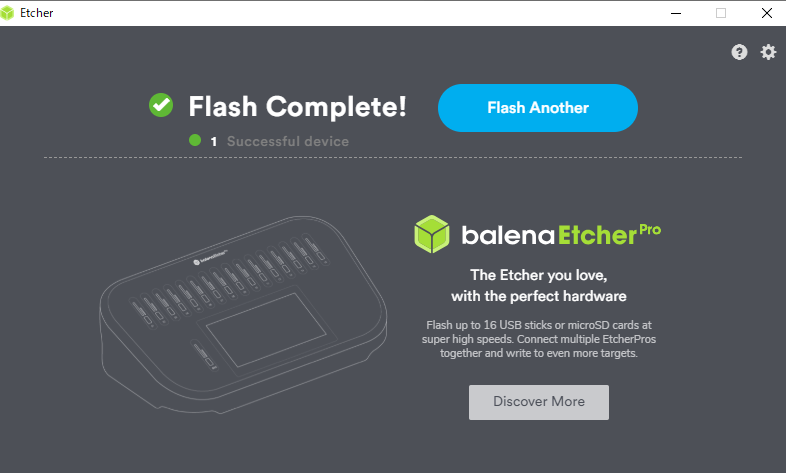 Etcher
Flash Complete!
Flash Another
1 Successful device
balenaEtcher Pro
The Etcher you love,
with the perfect hardware
Flash up to 16 USB sticks or microSD cards at
super high speeds. Connect multiple EtcherPros
together and write to even more targets.
Discover More